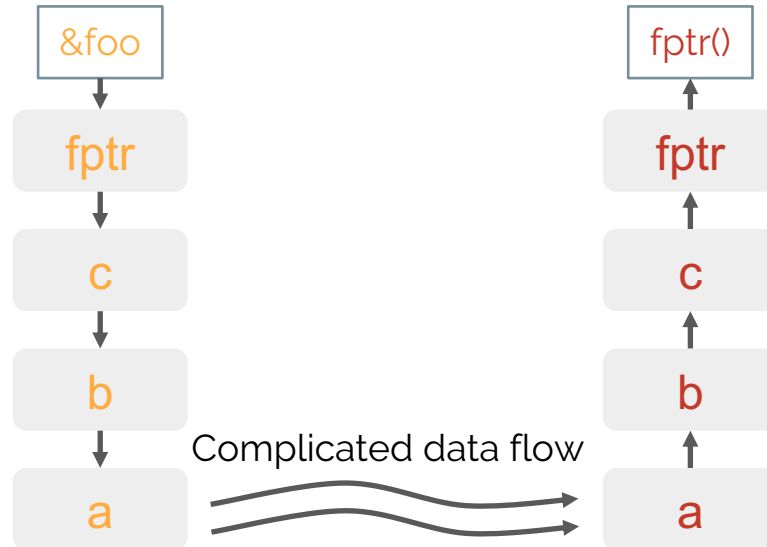 &foo
fptr
c
b
a
Complicated data flow
fptr()
fptr
c
b
a